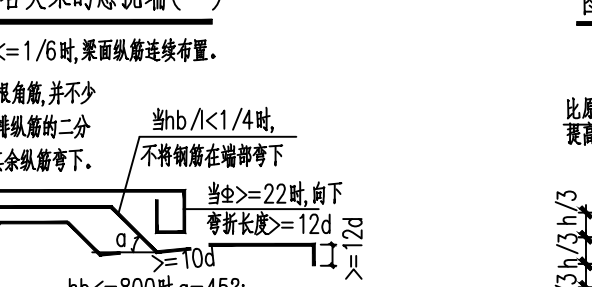 <=1/6时,梁面纵筋连续布置。
根角筋,并不少
排纵筋的二分
其余纵筋弯下。
当hb/l<1/4时,
不将钢筋在端部弯下
当Φ>=22时,向下
弯折长度>=12d
>=12d
a
>=10d
hb<=800时,a=45°;
比原
提高
h/3
h/3
/3